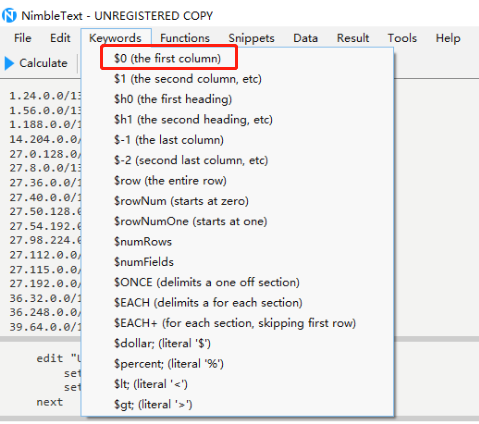 NimbleText - UNREGISTERED COPY
File Edit Keywords Functions Snippets Data Result Tools Help
Calculate
$0 (the first column)
$1 (the second column, etc)
$h0 (the first heading)
$h1 (the second heading, etc)
$-1 (the last column)
$-2 (second last column, etc)
$row (the entire row)
$rowNum (starts at zero)
$rowNumOne (starts at one)
$numRows
$numFields
$ONCE (delimits a one off section)
$EACH (delimits a for each section)
$EACH+ (for each section, skipping first row)
$dollar; (literal '$')
$percent; (literal '%')
$lt; (literal '<')
$gt; (literal '>')
1.24.0.0/13
1.56.0.0/1
1.188.0.0/
14.204.0.0/
27.0.128.0/
27.8.0.0/13
27.36.0.0/
27.40.0.0/
27.50.128.0
27.54.192.0
27.98.224.0
27.112.0.0/
27.115.0.0/
27.192.0.0/
36.32.0.0/1
36.248.0.0/
39.64.0.0/1
edit "U
set
set
next